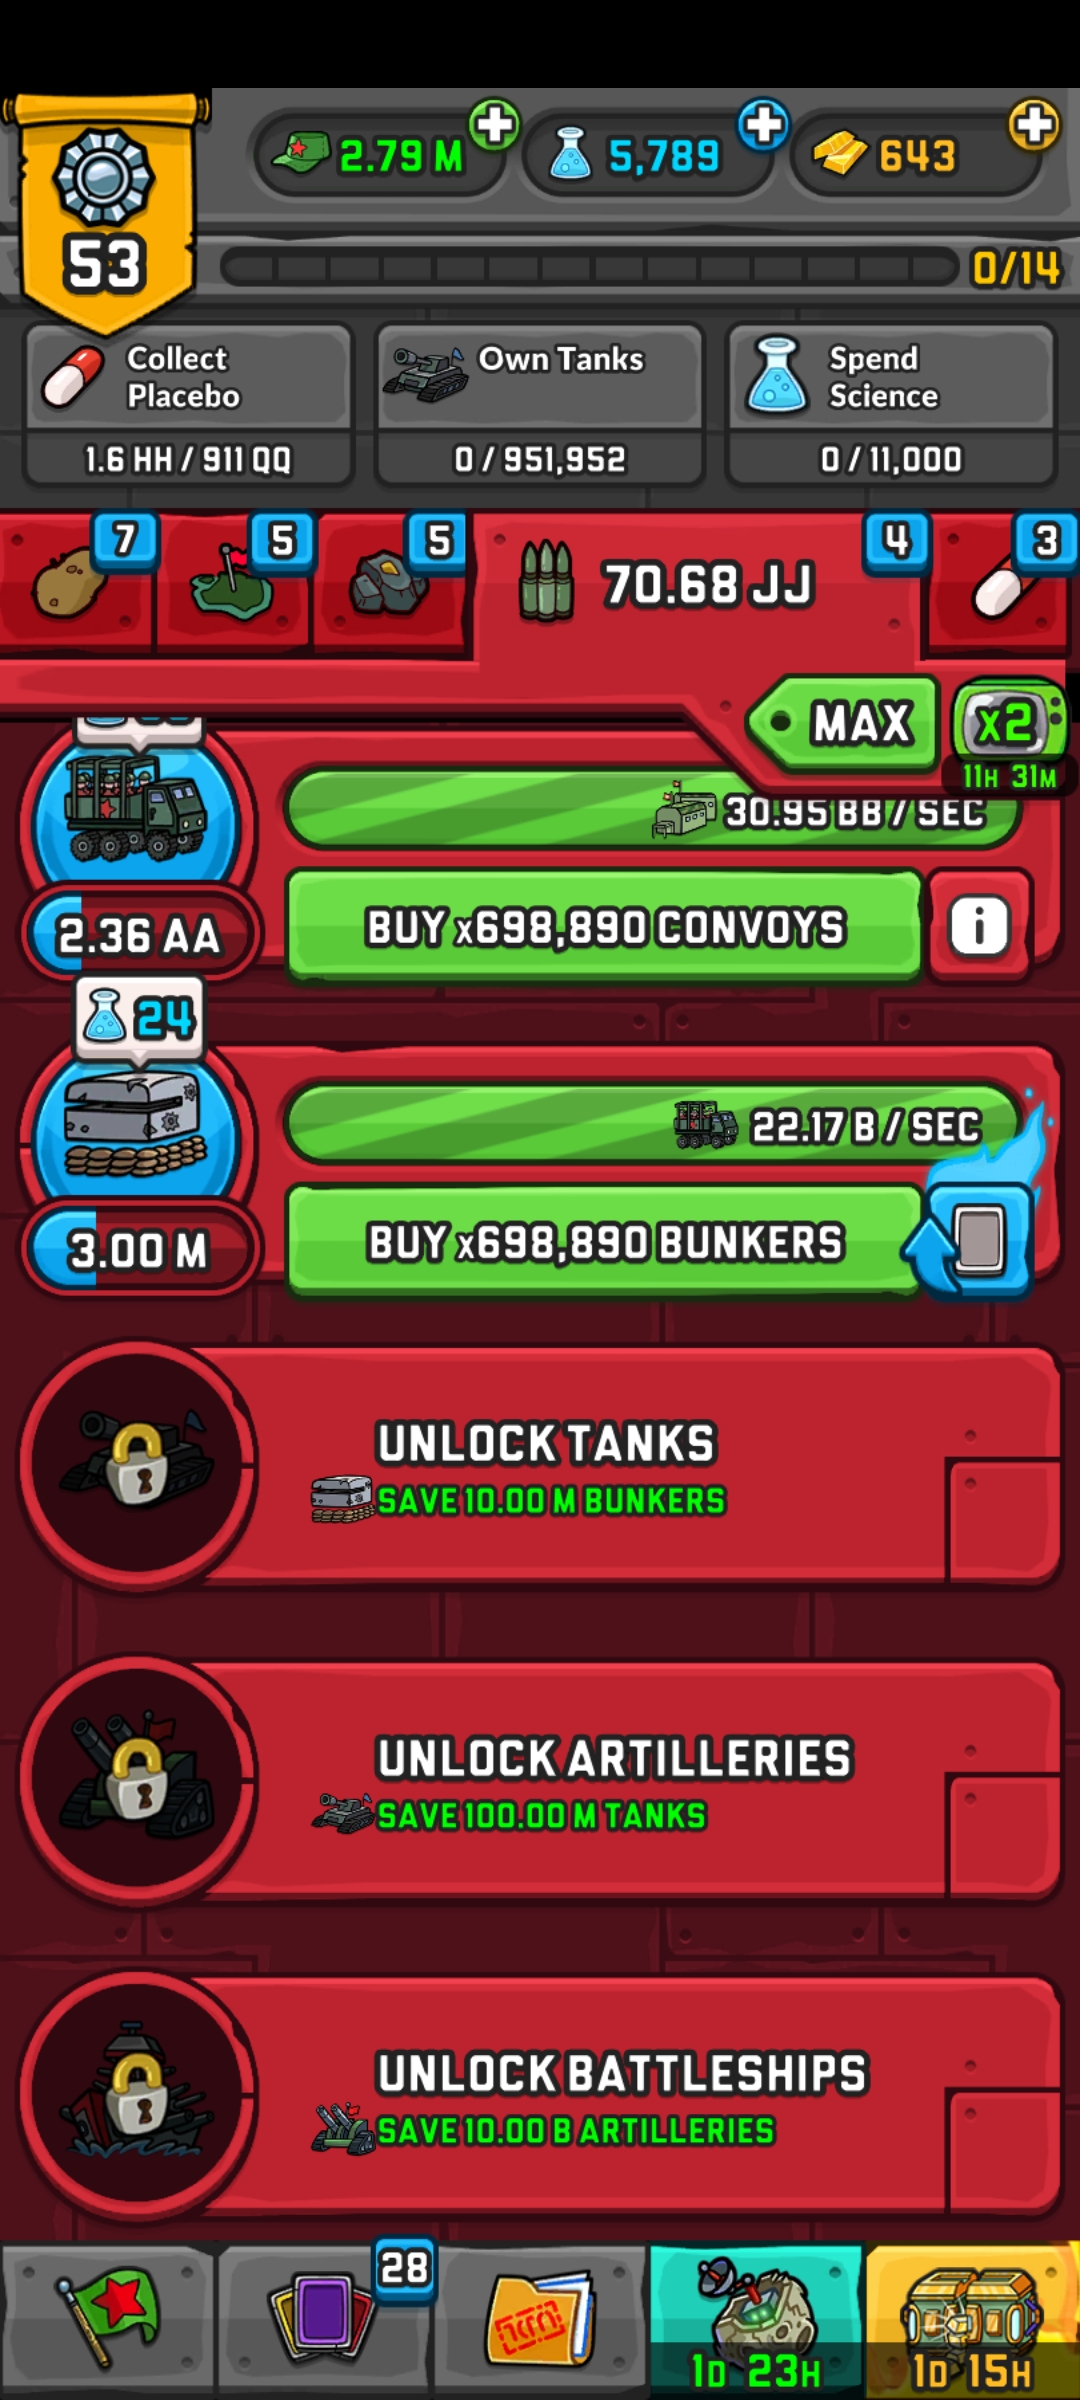 2.79 M
5,789
643
53
0/14
Collect
Placebo
Own Tanks
Spend
Science
1.6 HH / 911 QQ
0 / 951,952
0 / 11,000
7
5
5
70.68 JJ
4
3
MAX
x2
11H 31M
30.95 BB / SEC
BUY x698,890 CONVOYS
i
2.36 AA
24
22.17 B / SEC
BUY x698,890 BUNKERS
3.00 M
UNLOCK TANKS
SAVE 10.00 M BUNKERS
UNLOCK ARTILLERIES
SAVE 100.00 M TANKS
UNLOCK BATTLESHIPS
SAVE 10.00 B ARTILLERIES
28
1D 23H
1D 15H